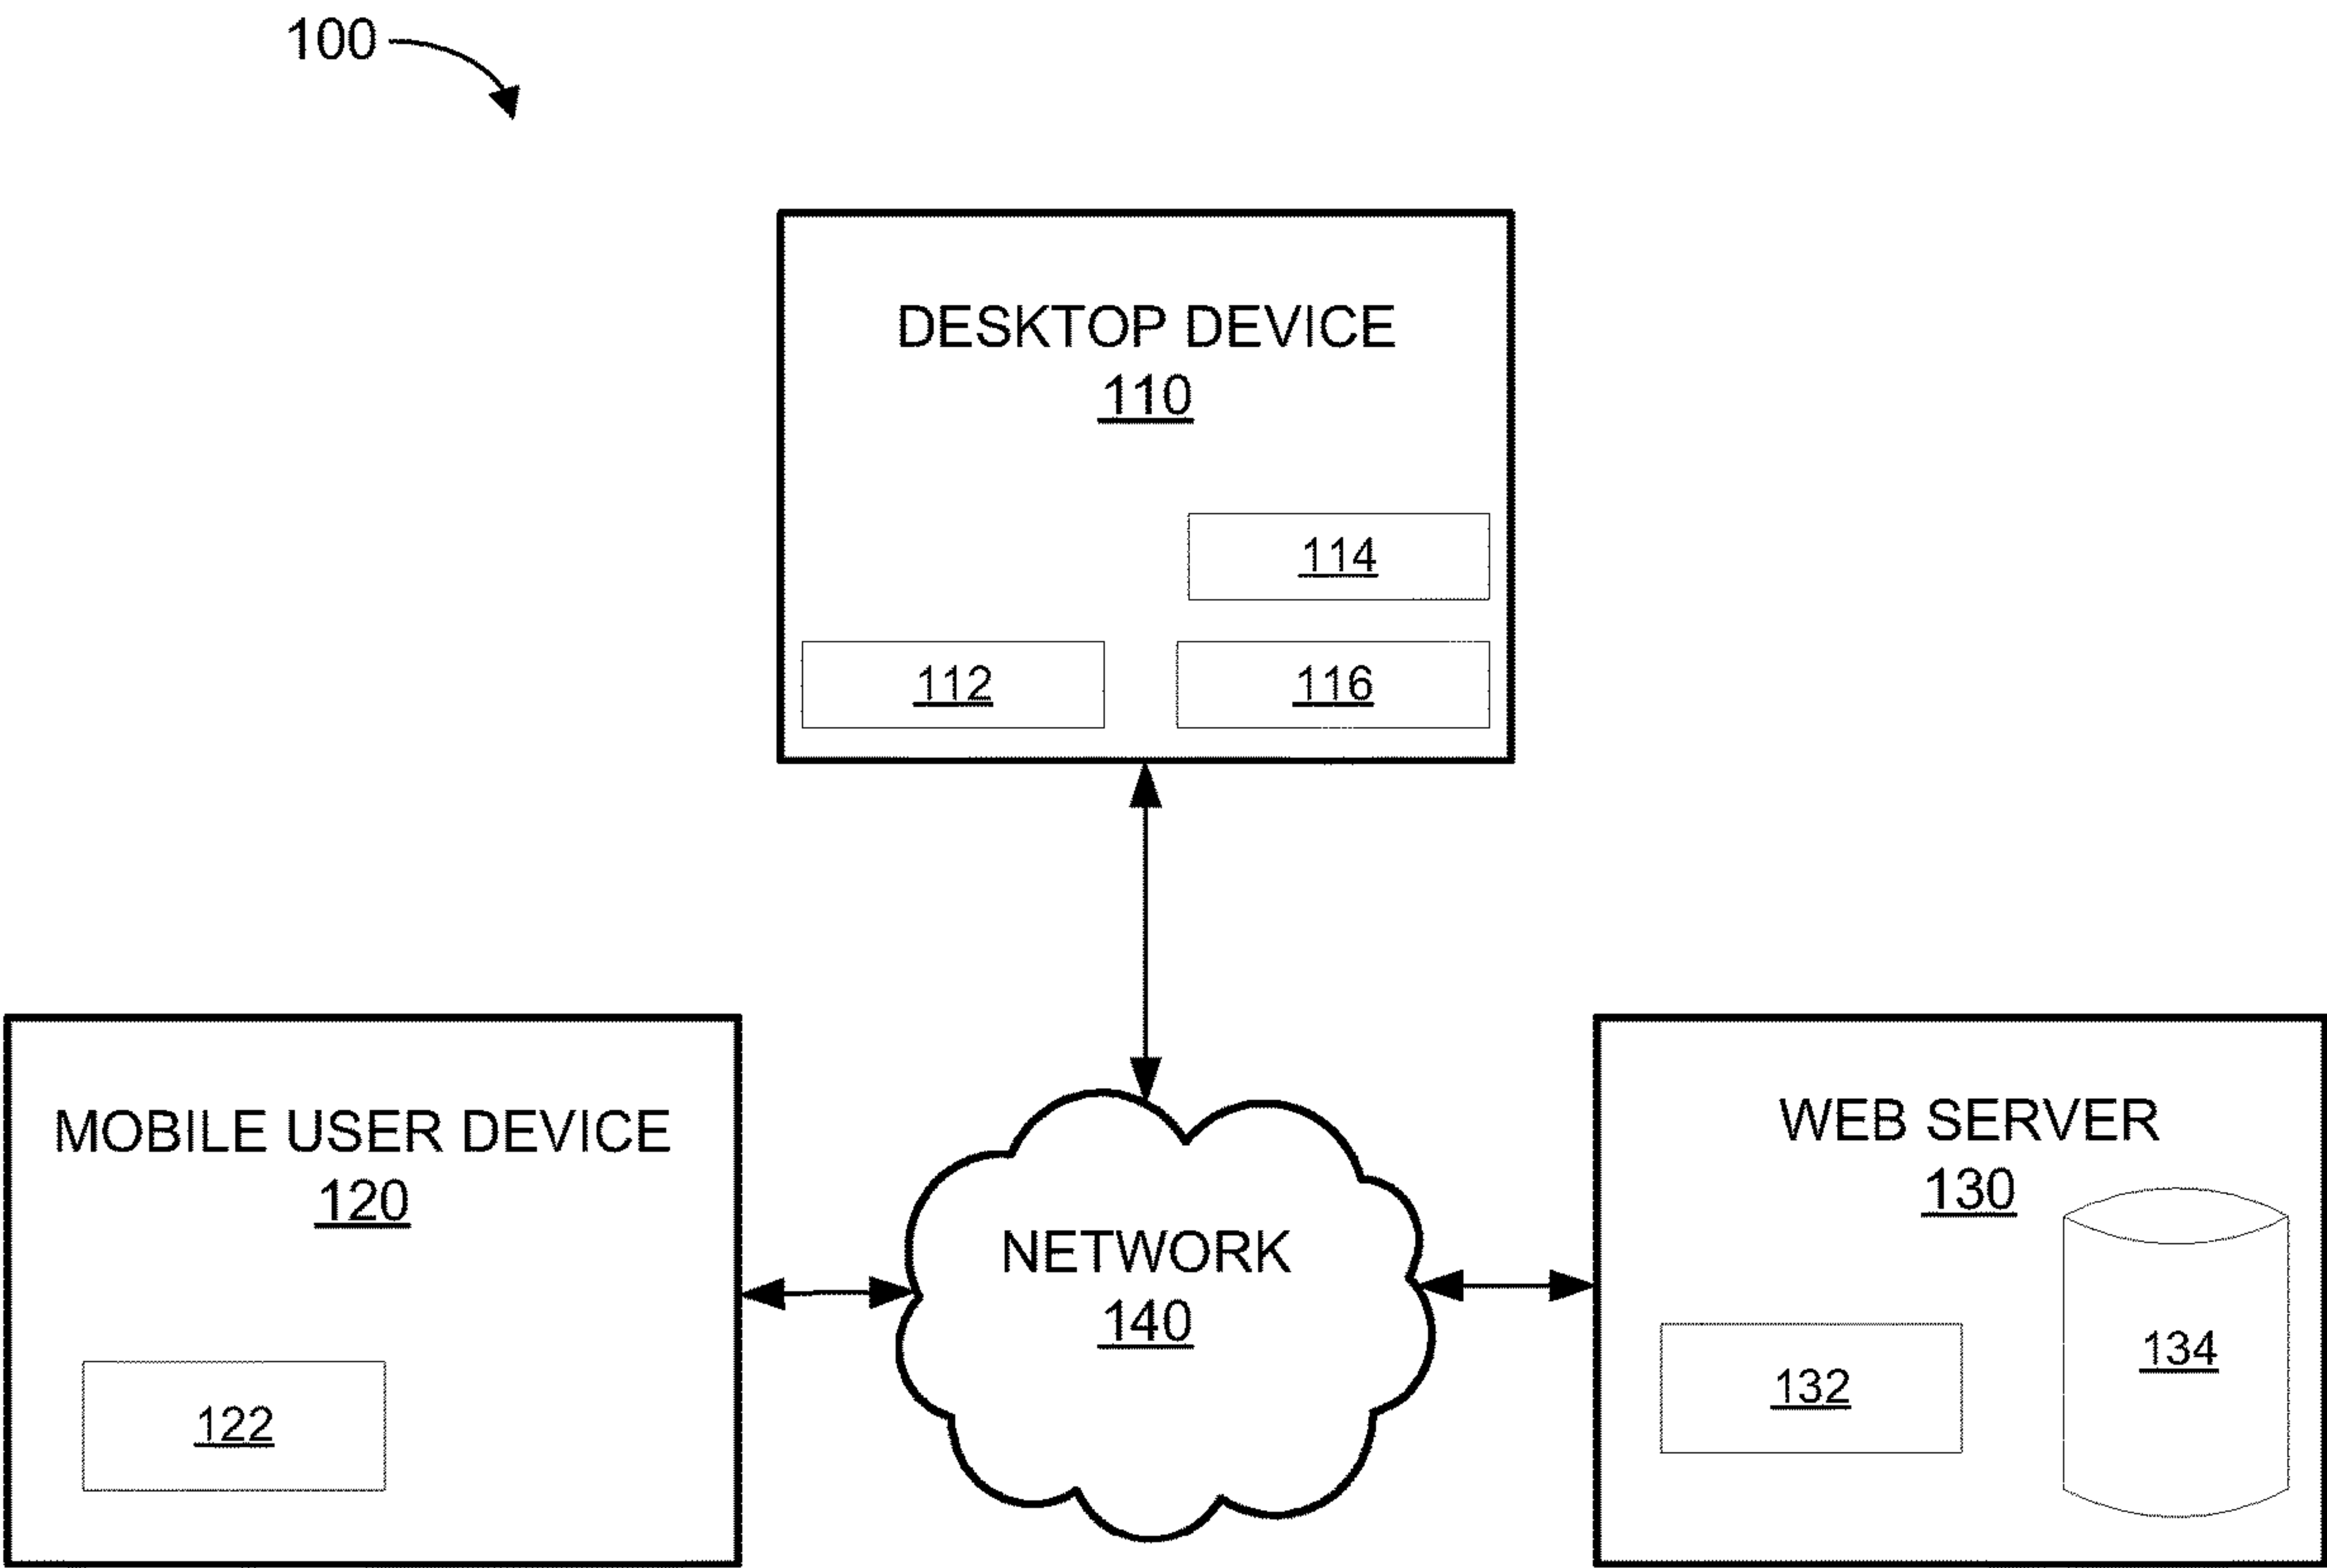 100
DESKTOP DEVICE
110
114
112
116
MOBILE USER DEVICE
120
122
NETWORK
140
WEB SERVER
130
132
134